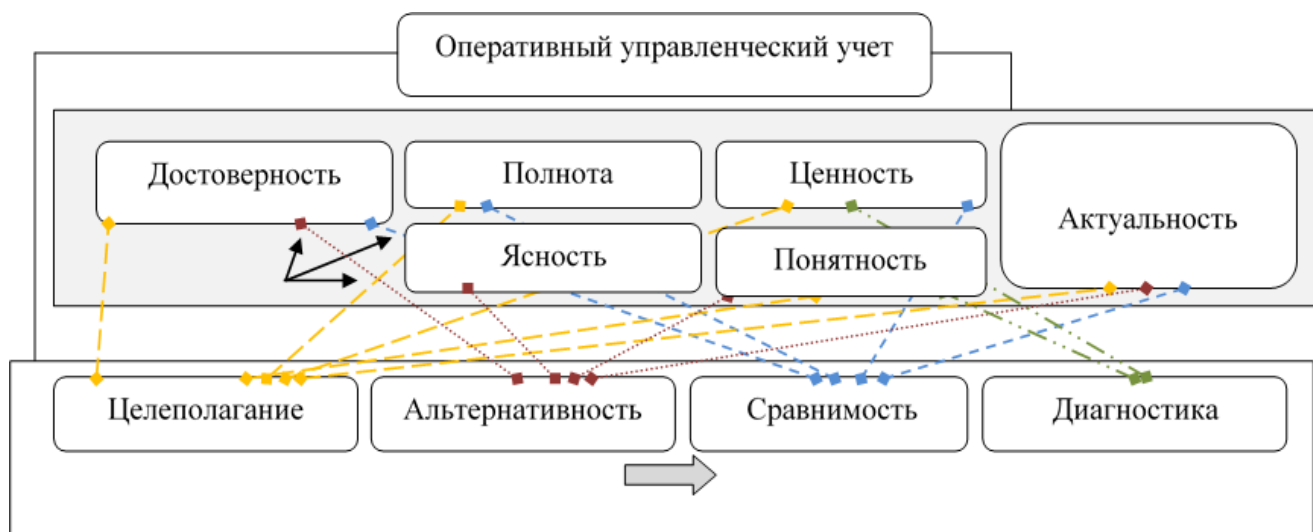 Оперативный управленческий учет
Достоверность
Полнота
Ценность
Актуальность
Ясность
Понятность
Целеполагание
Альтернативность
Сравнимость
Диагностика